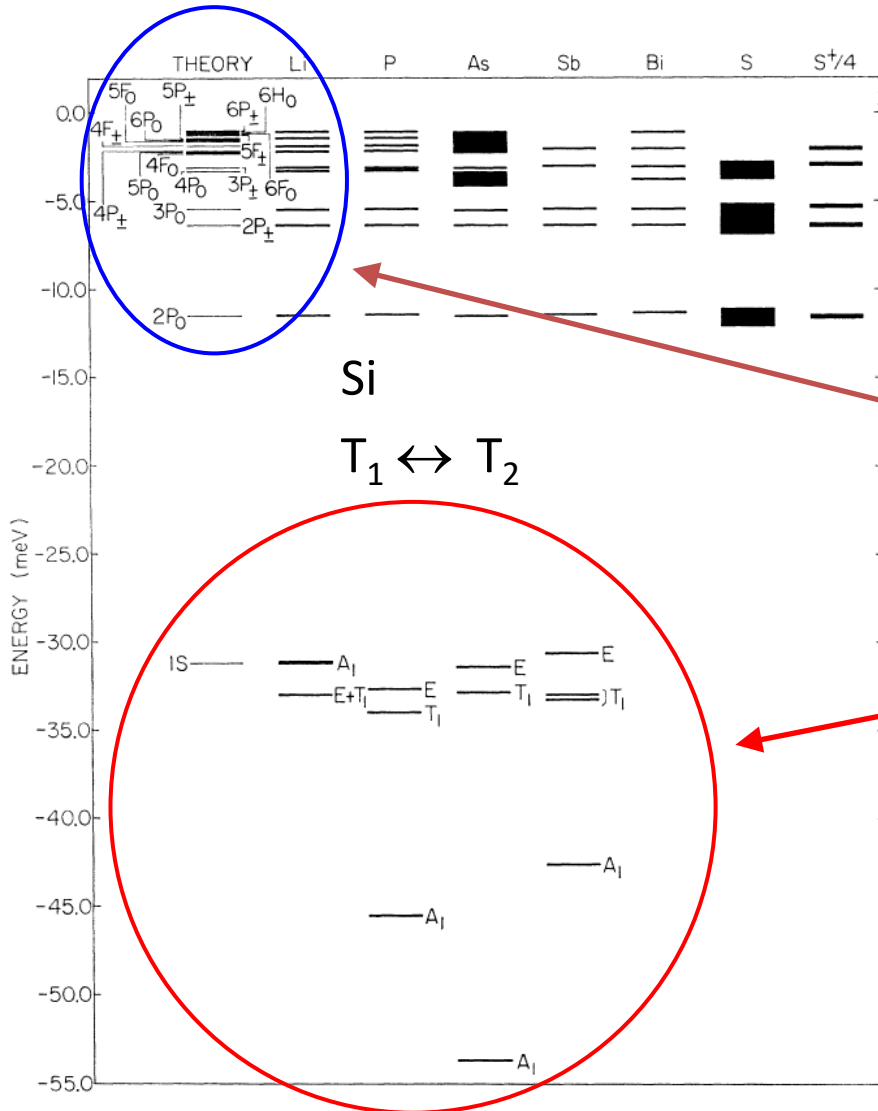 THEORY Li P As Sb Bi S S⁺/4
5F₀ 5P± 6P± 6H₀
0.0
4F± 6P₀ 5F±
4F₀
5P₀ 4P₀ 3P± 6F₀
-5.0
4P± 3P₀ 2P±
-10.0
2P₀
-15.0
Si
-20.0
T₁ ↔ T₂
-25.0
-30.0
1S A₁ E E E
E+T₁ T₁ T₁ )T₁
-35.0
-40.0
A₁
-45.0
A₁
-50.0
A₁
-55.0
ENERGY (meV)